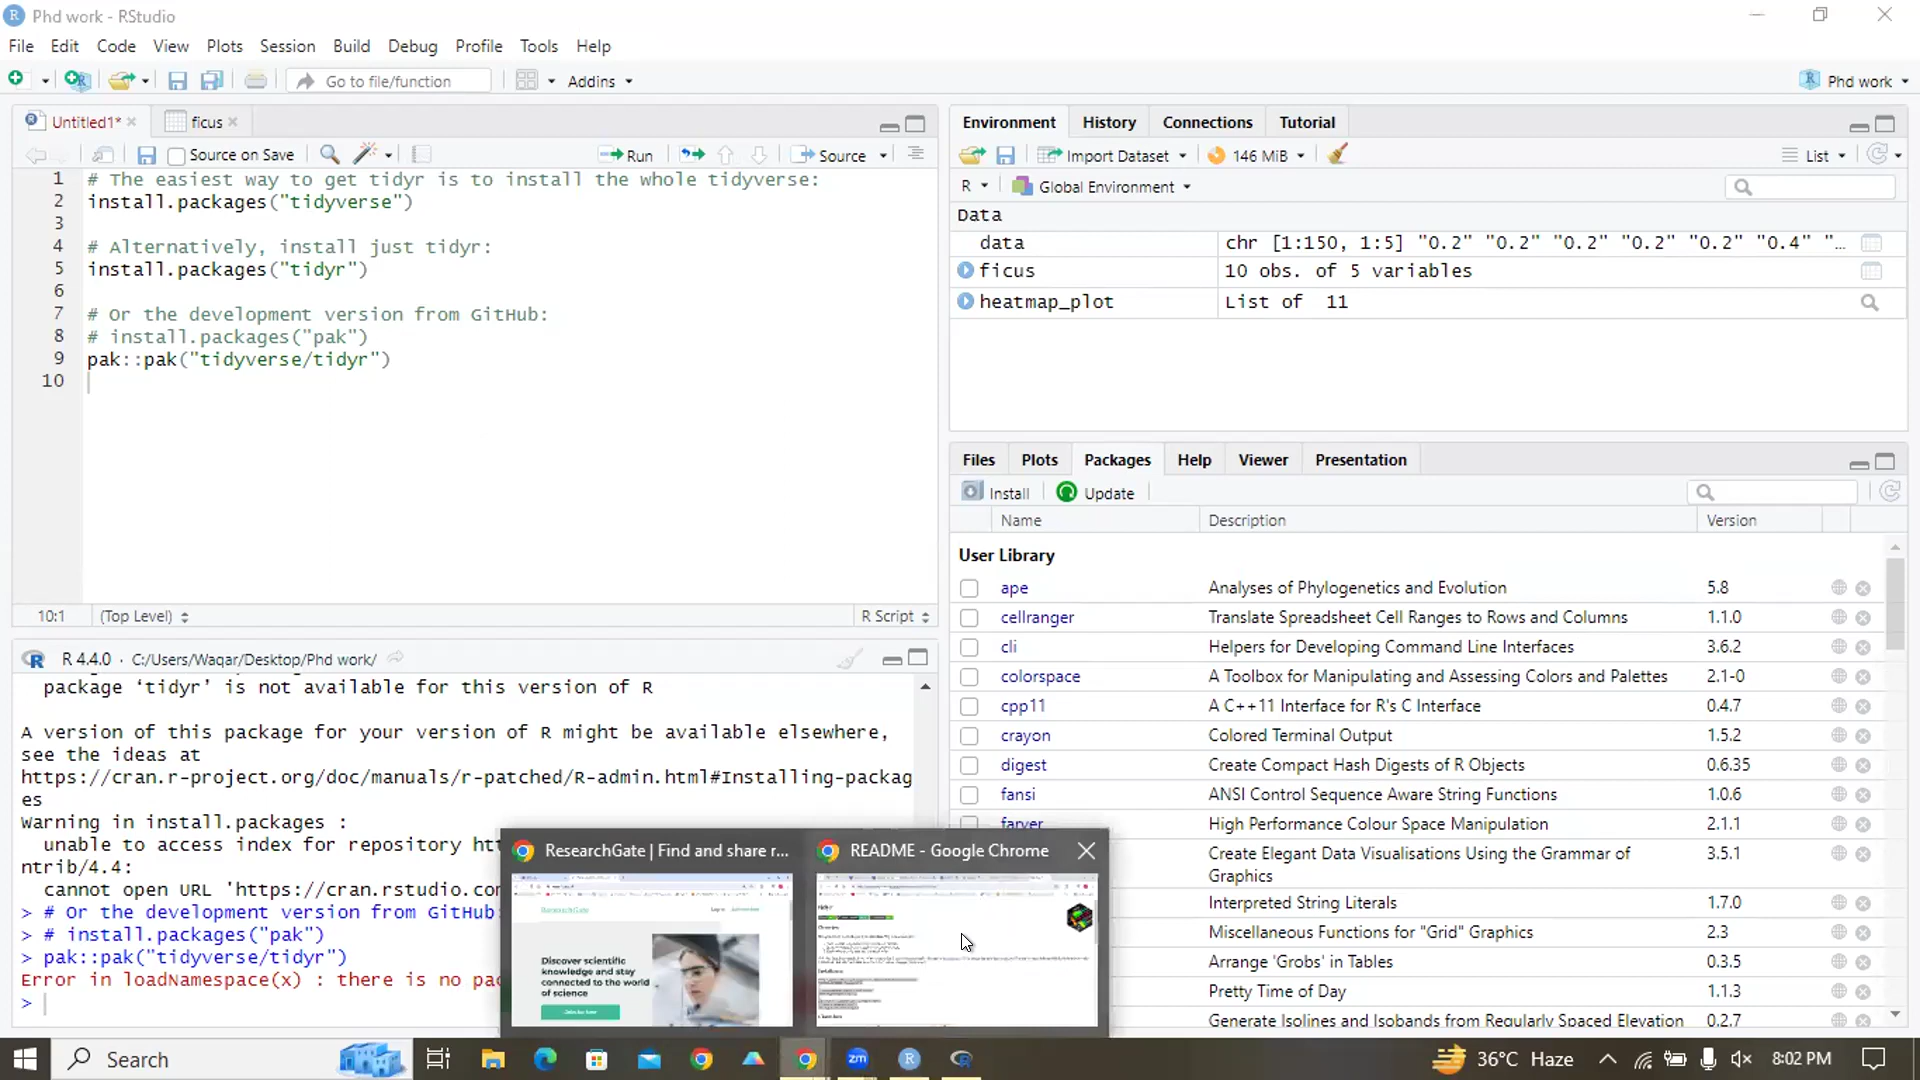 Phd work - RStudio
File Edit Code View Plots Session Build Debug Profile Tools Help
Go to file/function
Addins
Phd work
Untitled1*
ficus
Source on Save
Run
Source
1 # The easiest way to get tidyr is to install the whole tidyverse:
2 install.packages("tidyverse")
3
4 # Alternatively, install just tidyr:
5 install.packages("tidyr")
6
7 # Or the development version from GitHub:
8 # install.packages("pak")
9 pak::pak("tidyverse/tidyr")
10
10:1 (Top Level)
R Script
R 4.4.0 · C:/Users/Waqar/Desktop/Phd work/
package ‘tidyr’ is not available for this version of R
A version of this package for your version of R might be available elsewhere,
see the ideas at
https://cran.r-project.org/doc/manuals/r-patched/R-admin.html#Installing-packag
es
Warning in install.packages :
unable to access index for repository
ntrib/4.4:
cannot open URL 'https://cran.rstudio.co
> # Or the development version from GitHub:
> # install.packages("pak")
> pak::pak("tidyverse/tidyr")
Error in loadNamespace(x) : there is no
>
Environment History Connections Tutorial
Import Dataset
146 MiB
List
R
Global Environment
Data
data chr [1:150, 1:5] "0.2" "0.2" "0.2" "0.2" "0.2" "0.4" "…
ficus 10 obs. of 5 variables
heatmap_plot List of 11
Files Plots Packages Help Viewer Presentation
Install Update
Name Description Version
User Library
ape Analyses of Phylogenetics and Evolution 5.8
cellranger Translate Spreadsheet Cell Ranges to Rows and Columns 1.1.0
cli Helpers for Developing Command Line Interfaces 3.6.2
colorspace A Toolbox for Manipulating and Assessing Colors and Palettes 2.1-0
cpp11 A C++11 Interface for R's C Interface 0.4.7
crayon Colored Terminal Output 1.5.2
digest Create Compact Hash Digests of R Objects 0.6.35
fansi ANSI Control Sequence Aware String Functions 1.0.6
farver High Performance Colour Space Manipulation 2.1.1
Create Elegant Data Visualisations Using the Grammar of
Graphics 3.5.1
Interpreted String Literals 1.7.0
Miscellaneous Functions for "Grid" Graphics 2.3
Arrange 'Grobs' in Tables 0.3.5
Pretty Time of Day 1.1.3
Generate Isolines and Isobands from Regularly Spaced Elevation 0.2.7
ResearchGate | Find and share r...
README - Google Chrome
ResearchGate
Discover scientific
knowledge and stay
connected to the world
of science
Search
zm
36°C Haze
8:02 PM